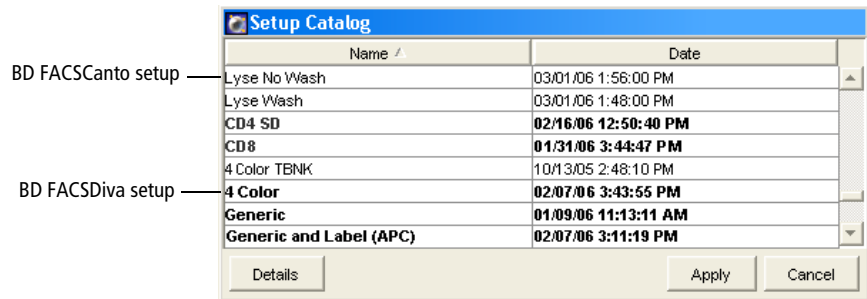 Setup Catalog
Name Date
BD FACSCanto setup Lyse No Wash 03/01/06 1:56:00 PM
Lyse Wash 03/01/06 1:48:00 PM
CD4 SD 02/16/06 12:50:40 PM
CD8 01/31/06 3:44:47 PM
4 Color TBNK 10/13/05 2:48:10 PM
BD FACSDiva setup 4 Color 02/07/06 3:43:55 PM
Generic 01/09/06 11:13:11 AM
Generic and Label (APC) 02/07/06 3:11:19 PM
Details Apply Cancel